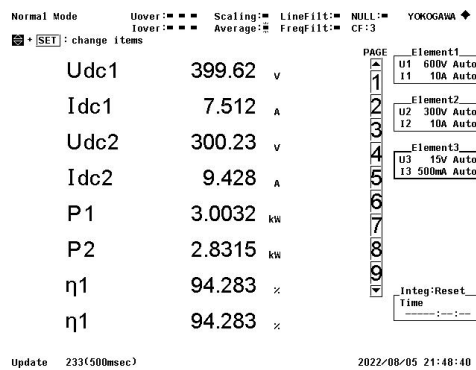 Normal Mode Uover: Scaling: LineFilt: NULL: YOKOGAWA
Iover: Average: FreqFilt: CF:3
+ SET : change items
PAGE
Udc1 399.62 V
Idc1 7.512 A
Udc2 300.23 V
Idc2 9.428 A
P1 3.0032 kW
P2 2.8315 kW
η1 94.283 %
η1 94.283 %
1
2
3
4
5
6
7
8
9
Element1
U1 600V Auto
I1 10A Auto
Element2
U2 300V Auto
I2 10A Auto
Element3
U3 15V Auto
I3 500mA Auto
Integ:Reset
Time
-----:--:--
Update 233(500msec) 2022/08/05 21:48:40